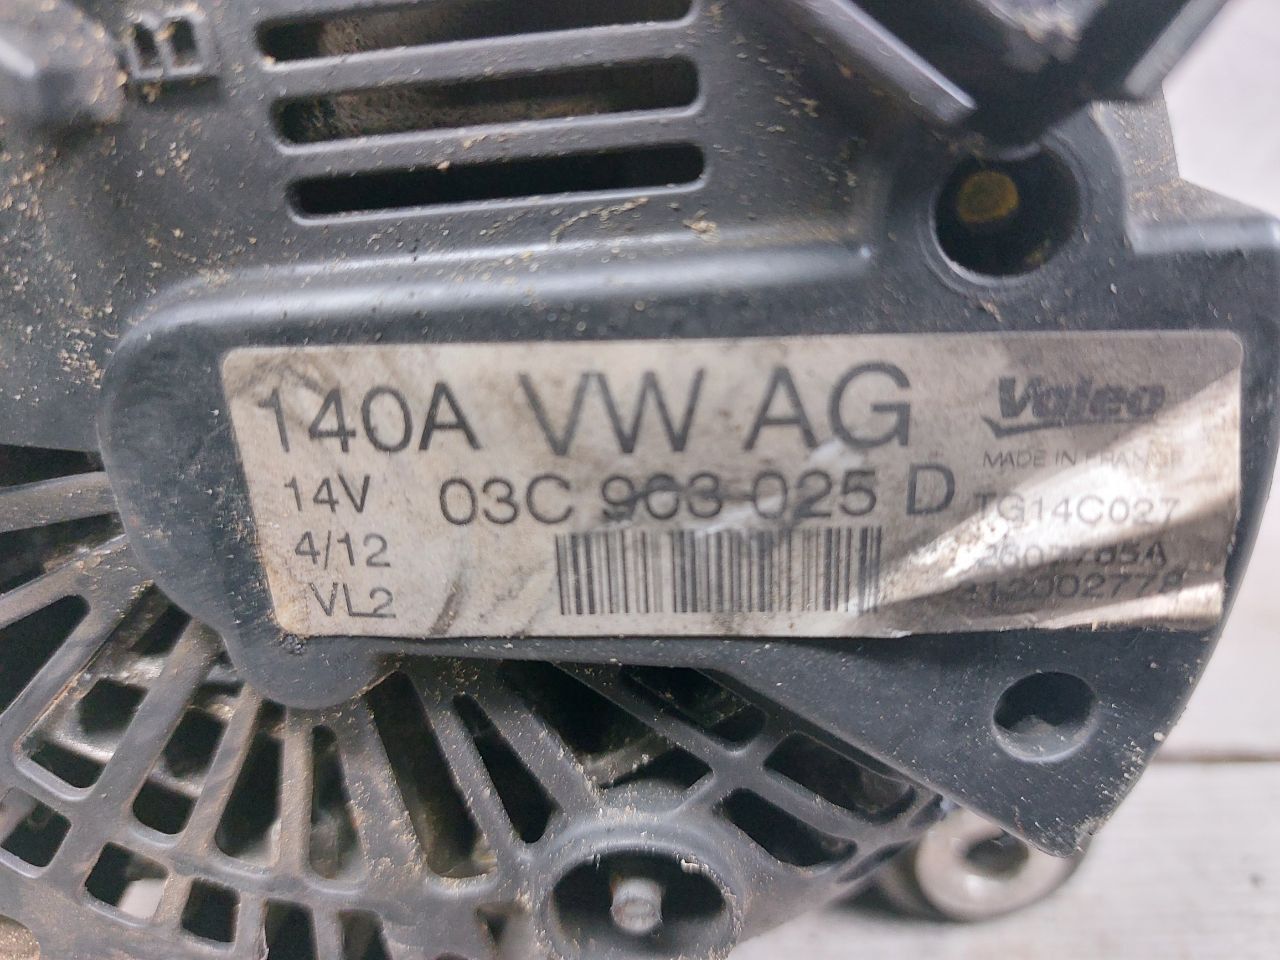 B
140A VW AG
Valeo
MADE IN FRANCE
14V 03C 903 025 D
TG14C027
4/12
VL2